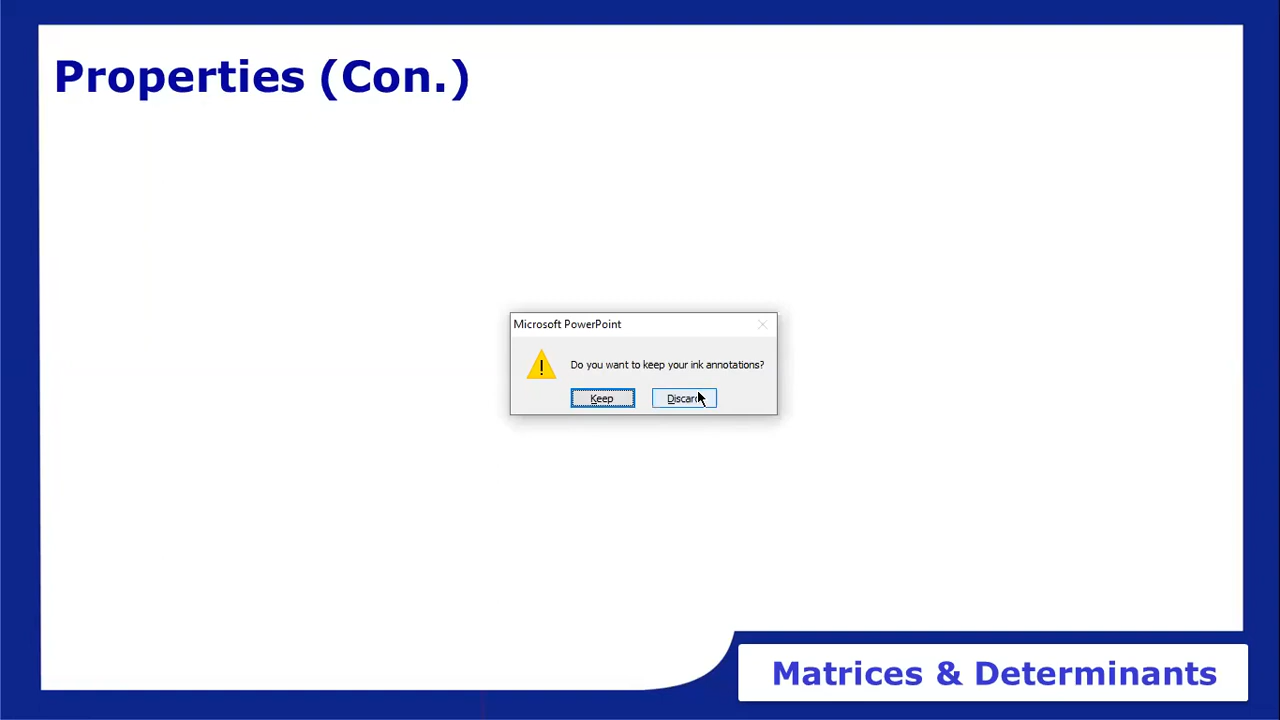 Properties (Con.)
Microsoft PowerPoint
Do you want to keep your ink annotations?
Keep
Discard
Matrices & Determinants